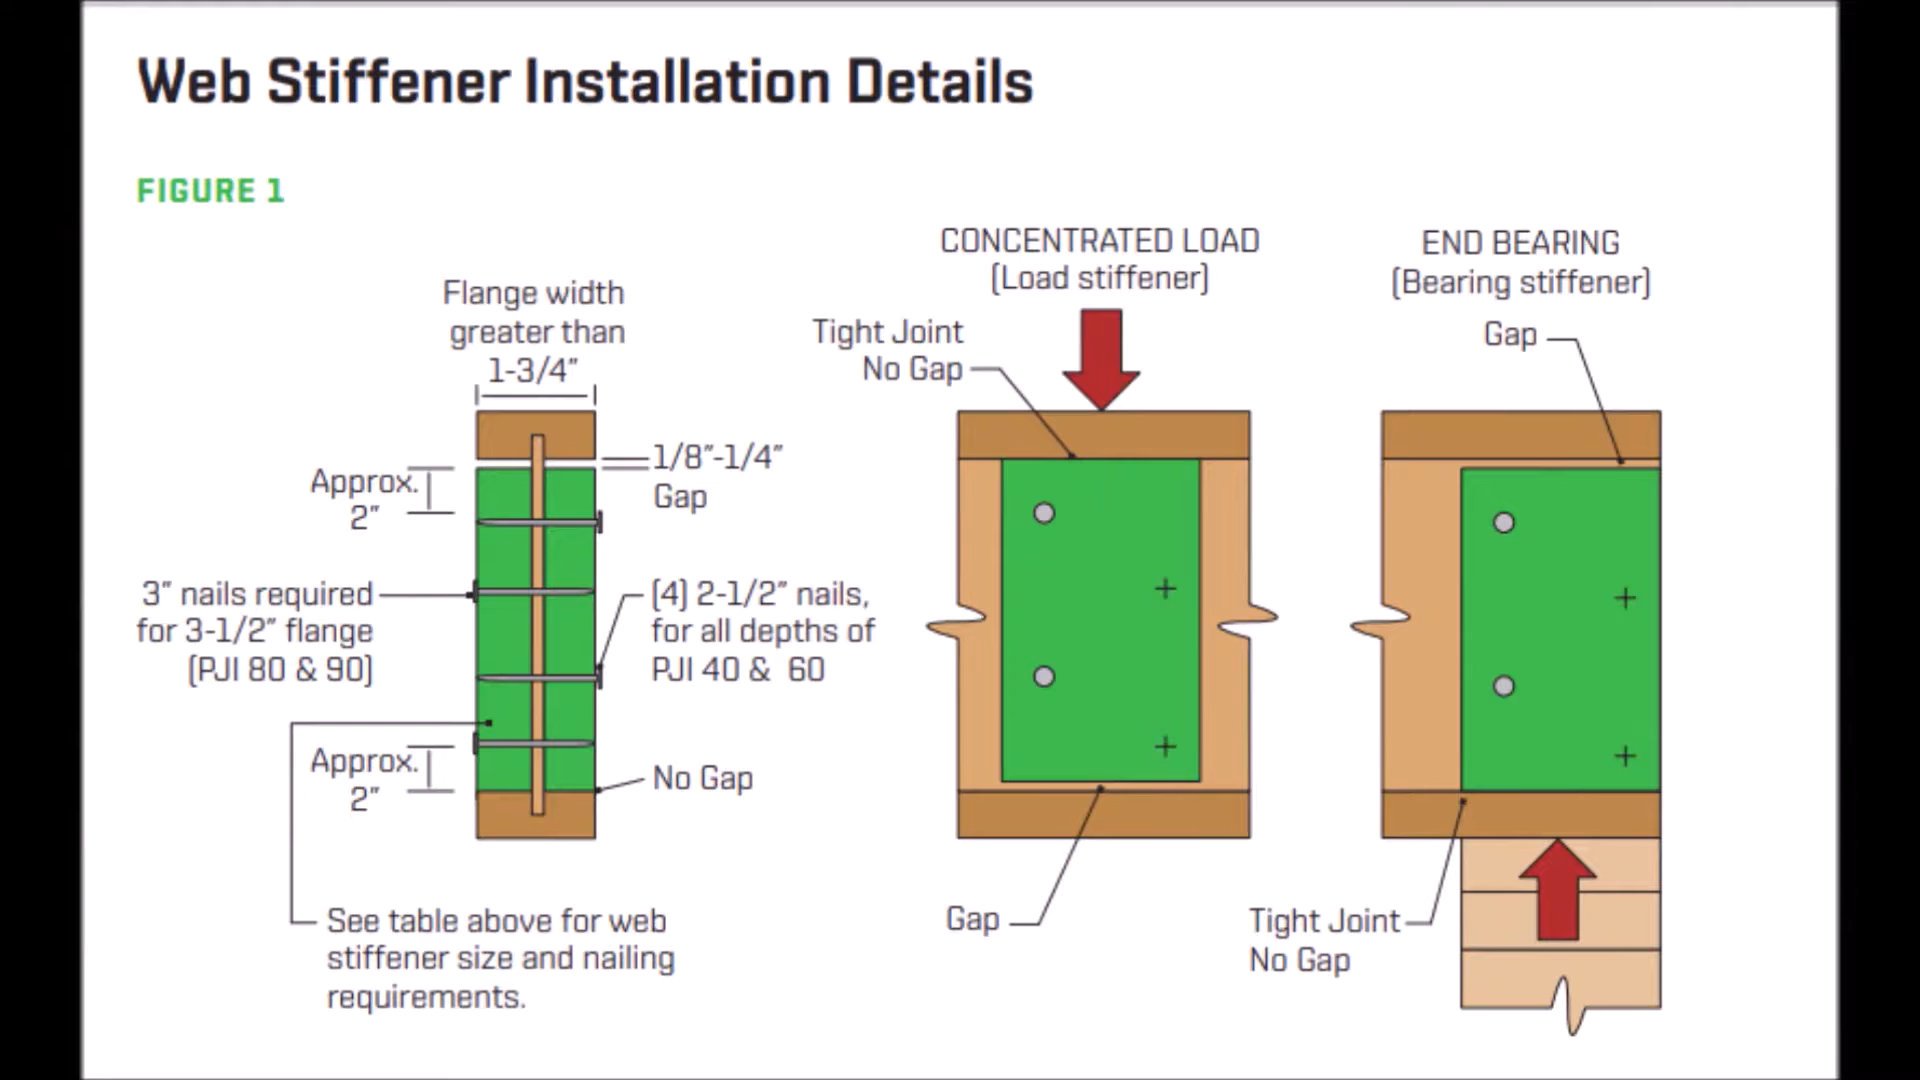 Web Stiffener Installation Details
FIGURE 1
Flange width
greater than
1-3/4”
Approx.
2”
1/8”-1/4”
Gap
3” nails required
for 3-1/2” flange
(PJI 80 & 90)
(4) 2-1/2” nails,
for all depths of
PJI 40 & 60
Approx.
2”
No Gap
See table above for web
stiffener size and nailing
requirements.
CONCENTRATED LOAD
(Load stiffener)
Tight Joint
No Gap
Gap
END BEARING
(Bearing stiffener)
Gap
Tight Joint
No Gap